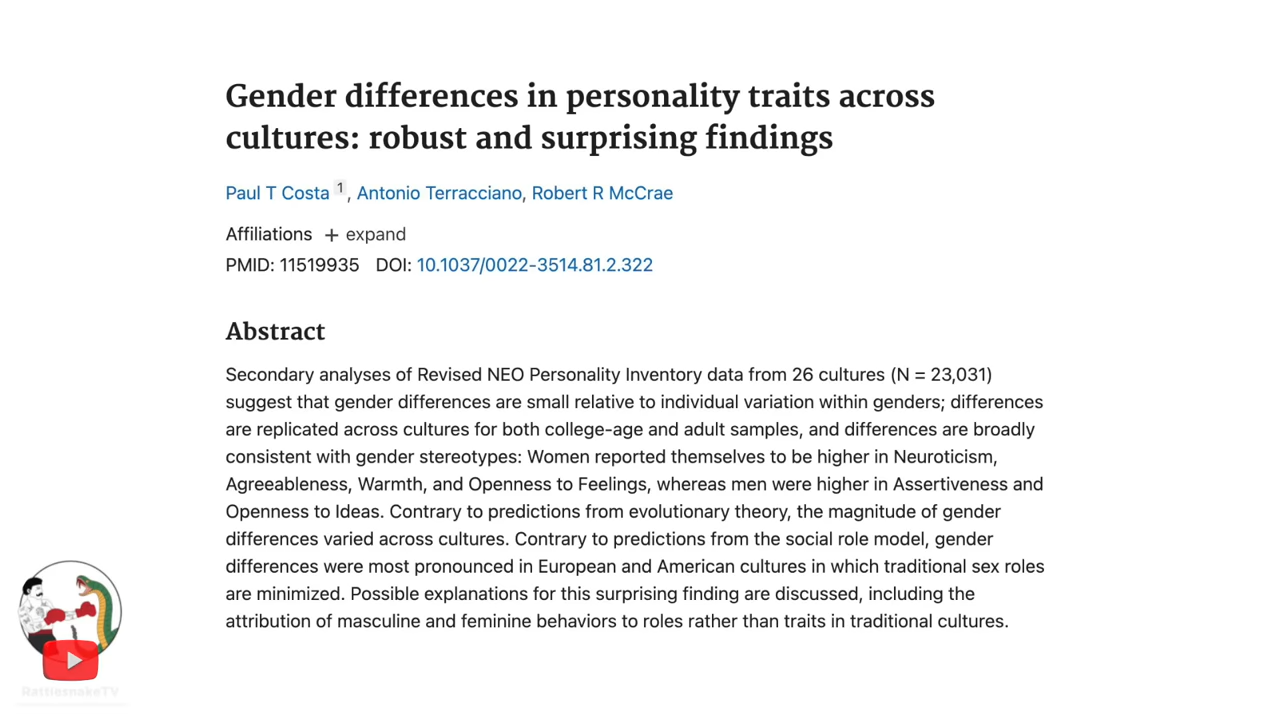 Gender differences in personality traits across
cultures: robust and surprising findings
Paul T Costa 1, Antonio Terracciano, Robert R McCrae
Affiliations + expand
PMID: 11519935 DOI: 10.1037/0022-3514.81.2.322
Abstract
Secondary analyses of Revised NEO Personality Inventory data from 26 cultures (N = 23,031)
suggest that gender differences are small relative to individual variation within genders; differences
are replicated across cultures for both college-age and adult samples, and differences are broadly
consistent with gender stereotypes: Women reported themselves to be higher in Neuroticism,
Agreeableness, Warmth, and Openness to Feelings, whereas men were higher in Assertiveness and
Openness to Ideas. Contrary to predictions from evolutionary theory, the magnitude of gender
differences varied across cultures. Contrary to predictions from the social role model, gender
differences were most pronounced in European and American cultures in which traditional sex roles
are minimized. Possible explanations for this surprising finding are discussed, including the
attribution of masculine and feminine behaviors to roles rather than traits in traditional cultures.
RattlesnakeTV